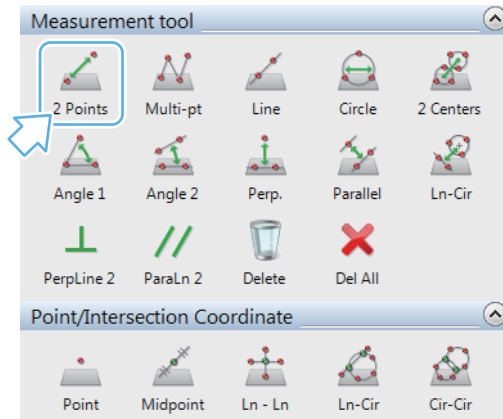 Measurement tool
2 Points Multi-pt Line Circle 2 Centers
Angle 1 Angle 2 Perp. Parallel Ln-Cir
PerpLine 2 ParaLn 2 Delete Del All
Point/Intersection Coordinate
Point Midpoint Ln - Ln Ln-Cir Cir-Cir